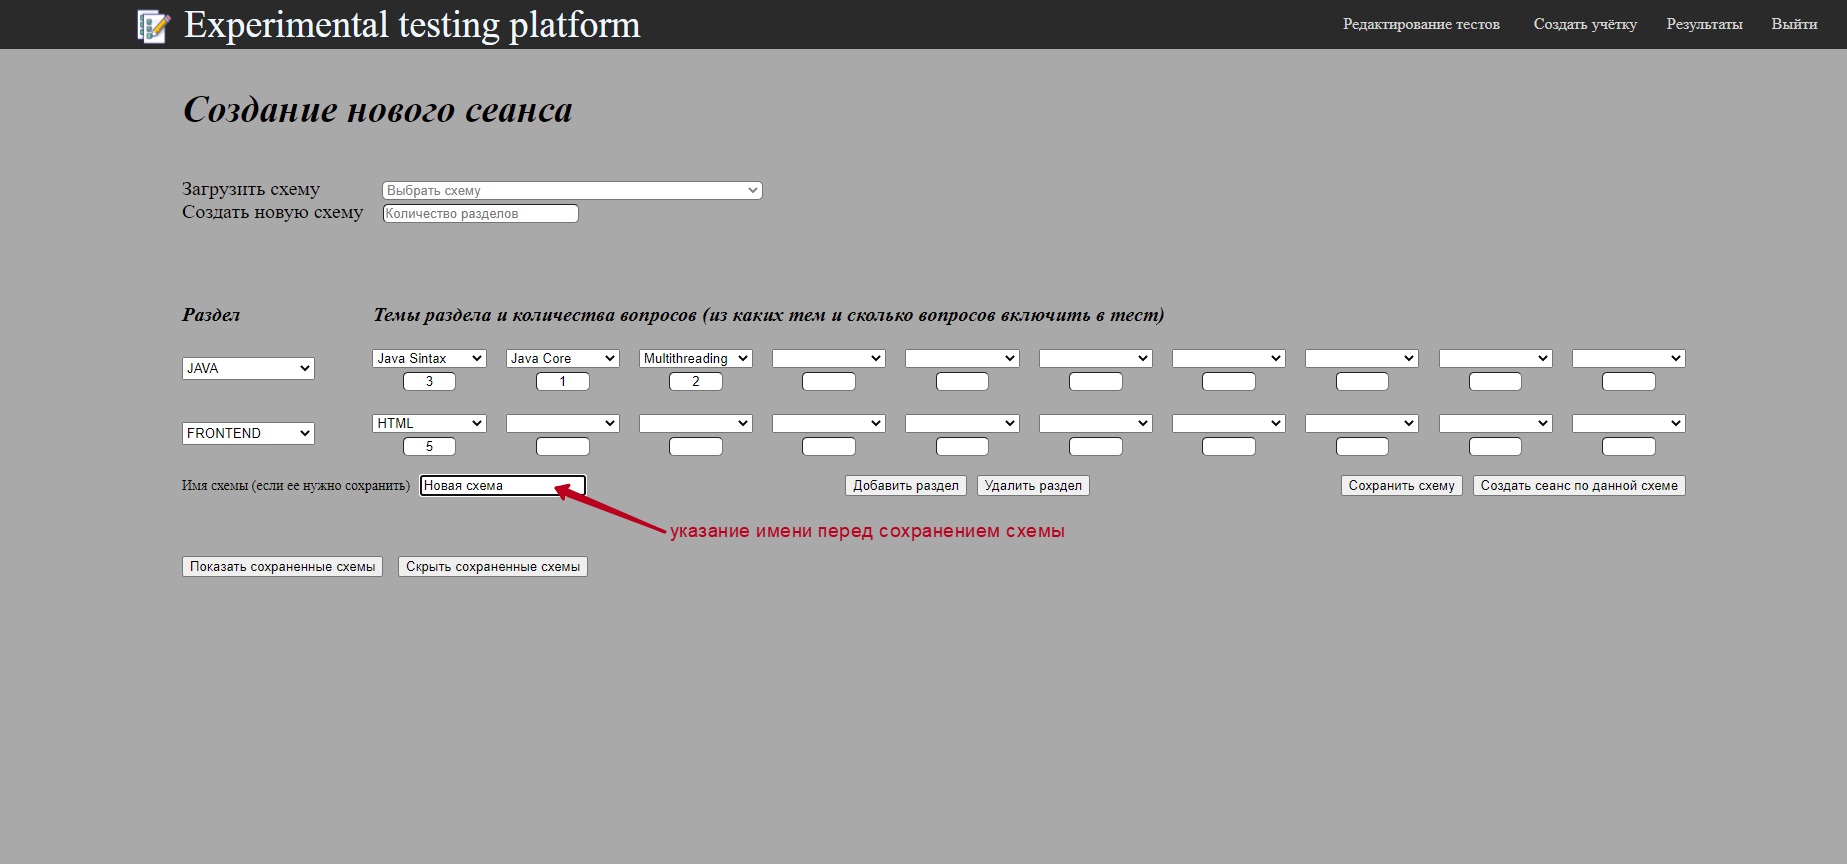 Experimental testing platform
Редактирование тестов Создать учётку Результаты Выйти
Создание нового сеанса
Загрузить схему Выбрать схему
Создать новую схему Количество разделов
Раздел Темы раздела и количества вопросов (из каких тем и сколько вопросов включить в тест)
JAVA Java Sintax Java Core Multithreading
3 1 2
FRONTEND HTML
5
Имя схемы (если ее нужно сохранить) Новая схема Добавить раздел Удалить раздел Сохранить схему Создать сеанс по данной схеме
указание имени перед сохранением схемы
Показать сохраненные схемы Скрыть сохраненные схемы